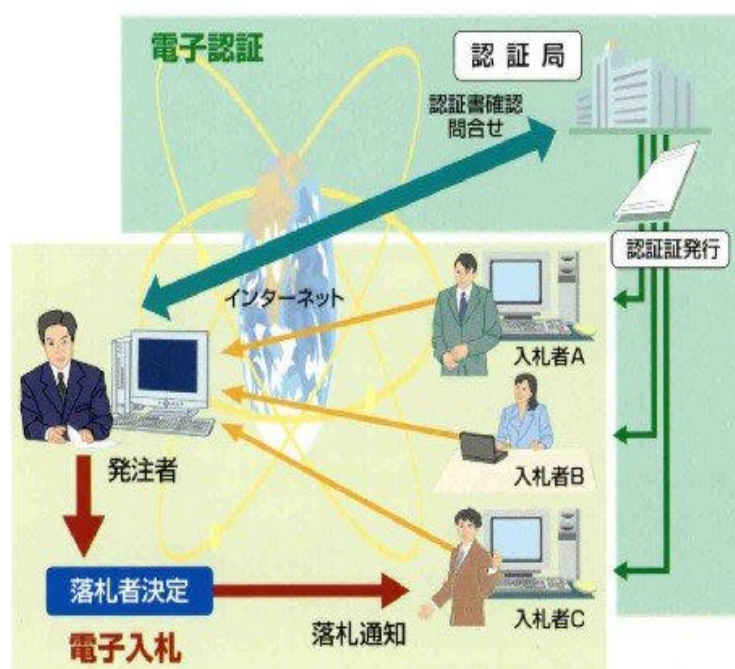 電子認証
認証局
認証書確認
問合せ
認証証発行
インターネット
入札者A
入札者B
発注者
落札者決定
落札通知
入札者C
電子入札